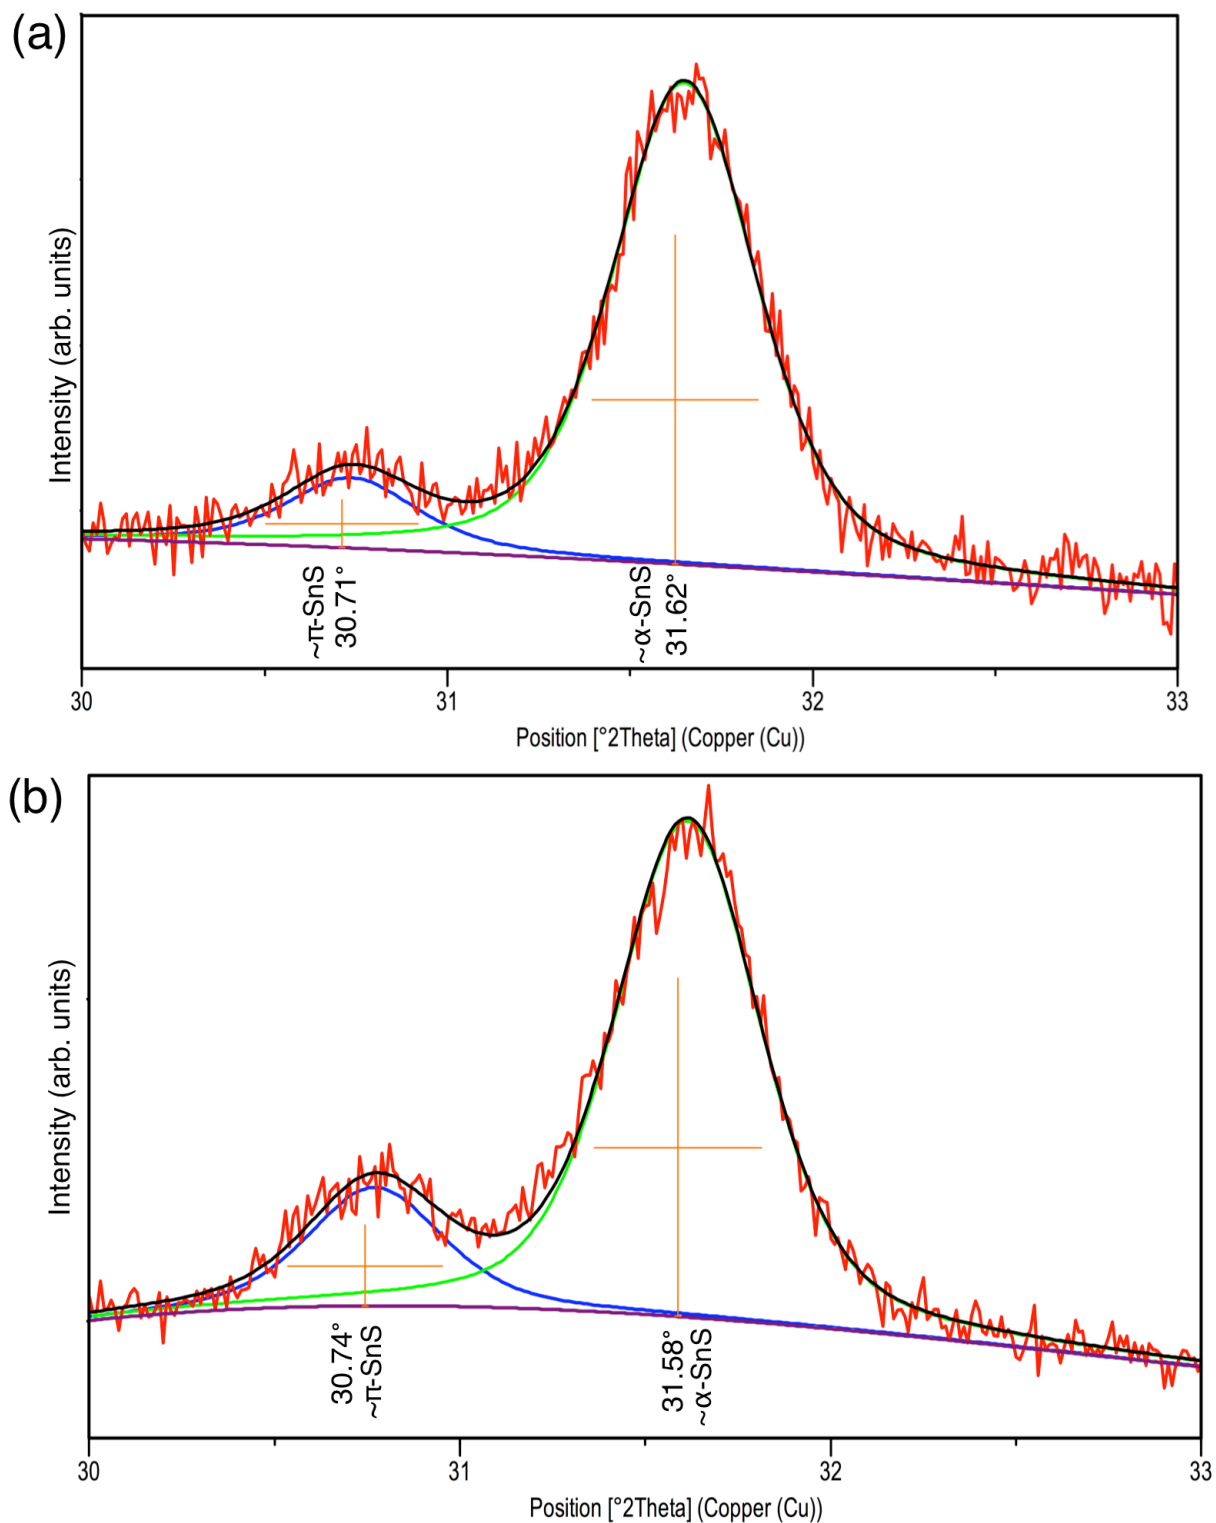 (a)
Intensity (arb. units)
~π-SnS
30.71°
~α-SnS
31.62°
30
31
32
33
Position [°2Theta] (Copper (Cu))
(b)
Intensity (arb. units)
30.74°
~π-SnS
31.58°
~α-SnS
30
31
32
33
Position [°2Theta] (Copper (Cu))